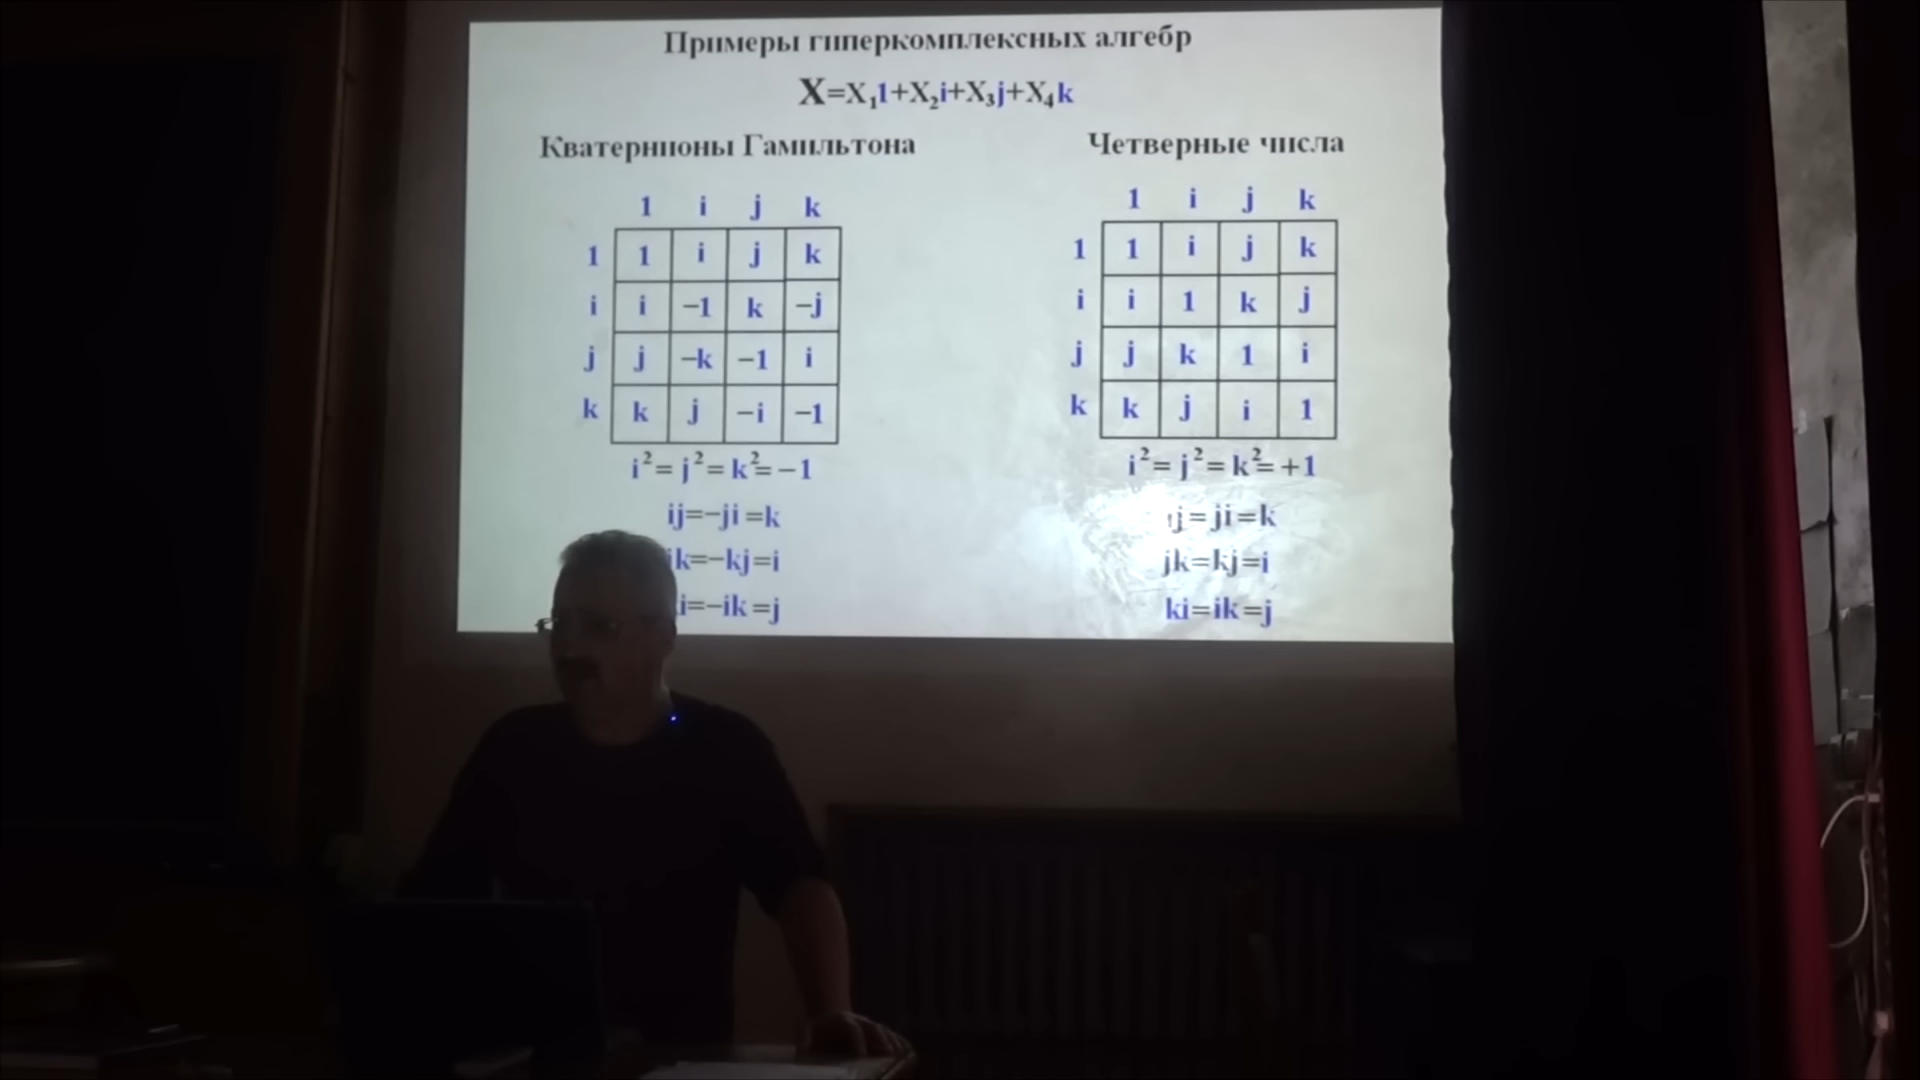 Примеры гиперкомплексных алгебр
X=X₁1+X₂i+X₃j+X₄k
Кватернионы Гамильтона
1 i j k
1 1 i j k
i i −1 k −j
j j −k −1 i
k k j −i −1
i²= j²= k²= −1
ij=−ji =k
k=−kj=i
i=−ik =j
Четверные числа
1 i j k
1 1 i j k
i i 1 k j
j j k 1 i
k k j i 1
i²= j²= k²= +1
ij= ji=k
jk=kj=i
ki=ik =j